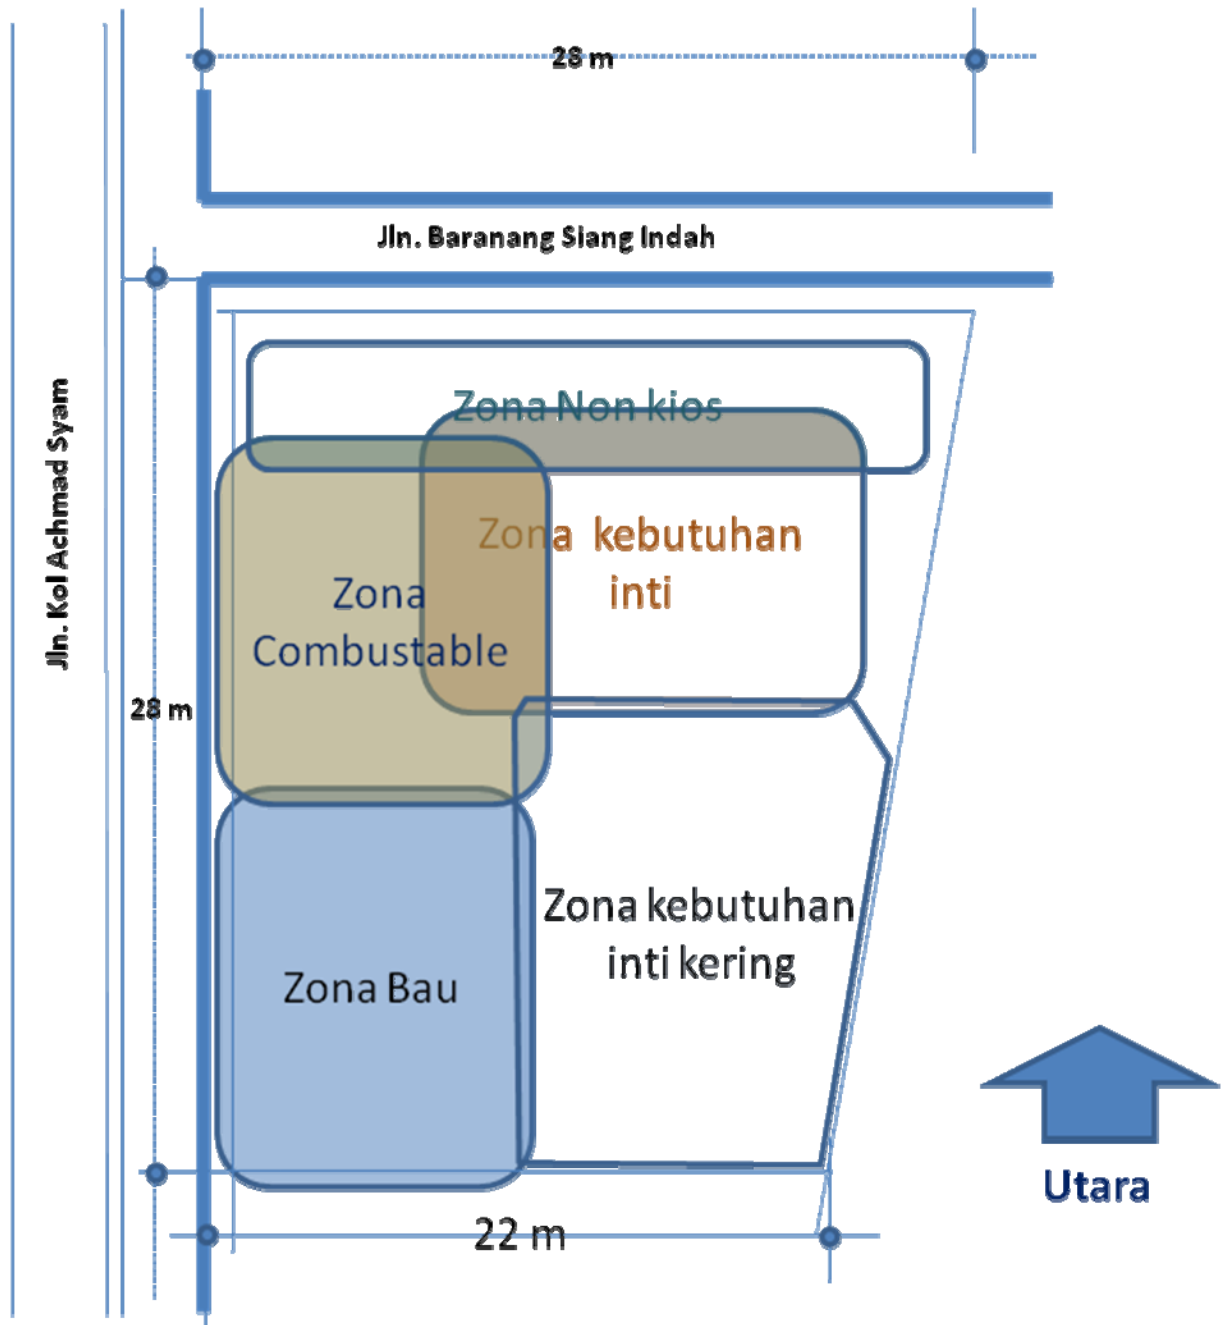 28 m
Jln. Baranang Siang Indah
Jln. Kol Achmad Syam
Zona Non kios
Zona kebutuhan
inti
Zona
Combustable
28 m
Zona kebutuhan
inti kering
Zona Bau
Utara
22 m